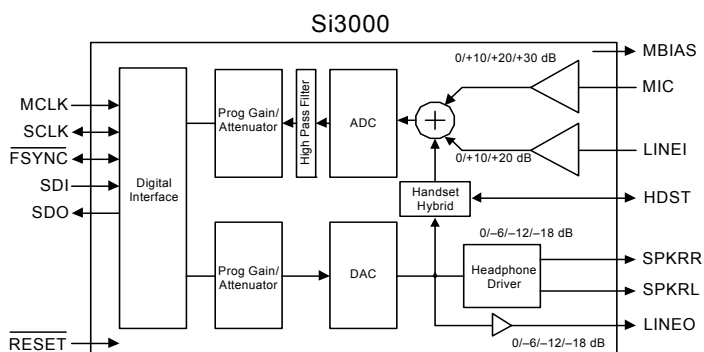 Si3000
MBIAS
0/+10/+20/+30 dB
MCLK
SCLK
FSYNC
SDI
SDO
RESET
Digital
Interface
Prog Gain/
Attenuator
High Pass Filter
ADC
+
MIC
LINEI
0/+10/+20 dB
Handset
Hybrid
HDST
Prog Gain/
Attenuator
DAC
0/–6/–12/–18 dB
Headphone
Driver
SPKRR
SPKRL
LINEO
0/–6/–12/–18 dB